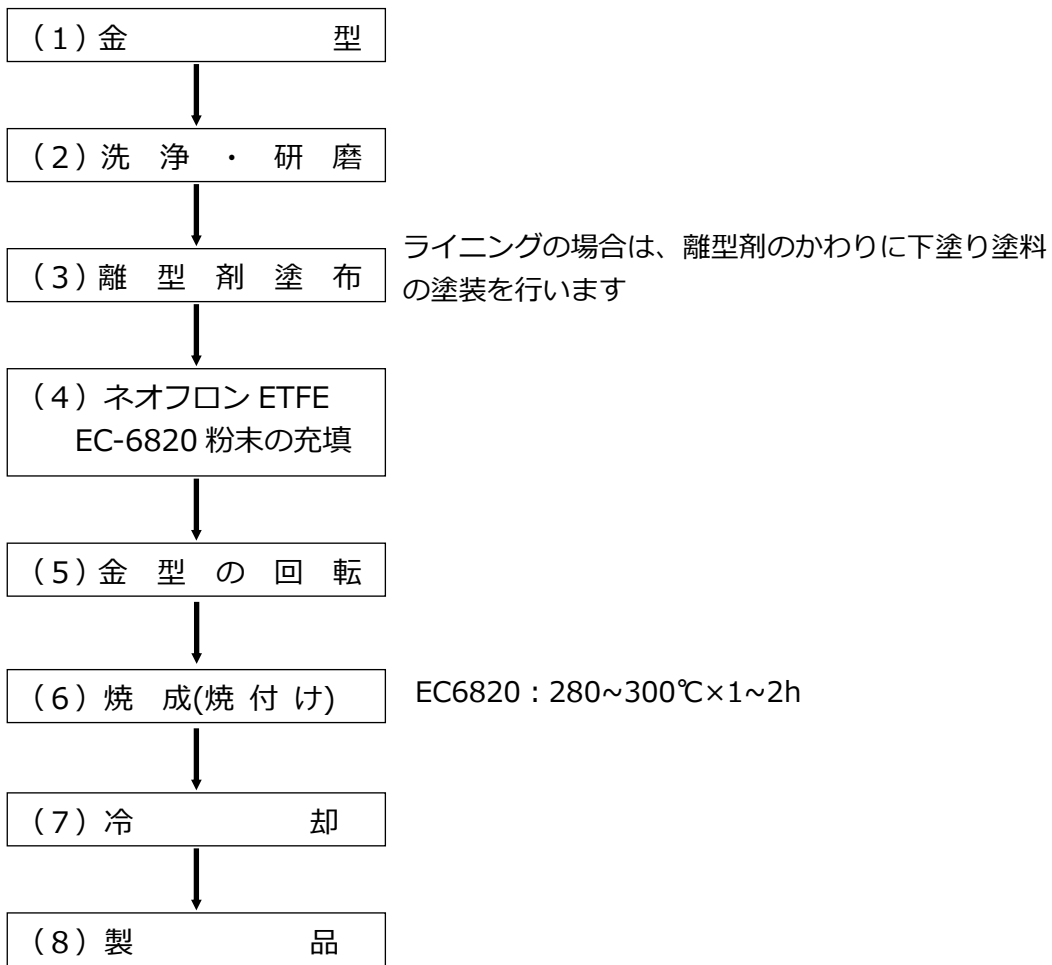 （1）金　型
（2）洗　浄　・　研　磨
（3）離　型　剤　塗　布
ライニングの場合は、離型剤のかわりに下塗り塗料
の塗装を行います
（4）ネオフロン ETFE
EC-6820 粉末の充填
（5）金　型　の　回　転
（6）焼　成(焼 付 け)
EC6820：280~300℃×1~2h
（7）冷　却
（8）製　品